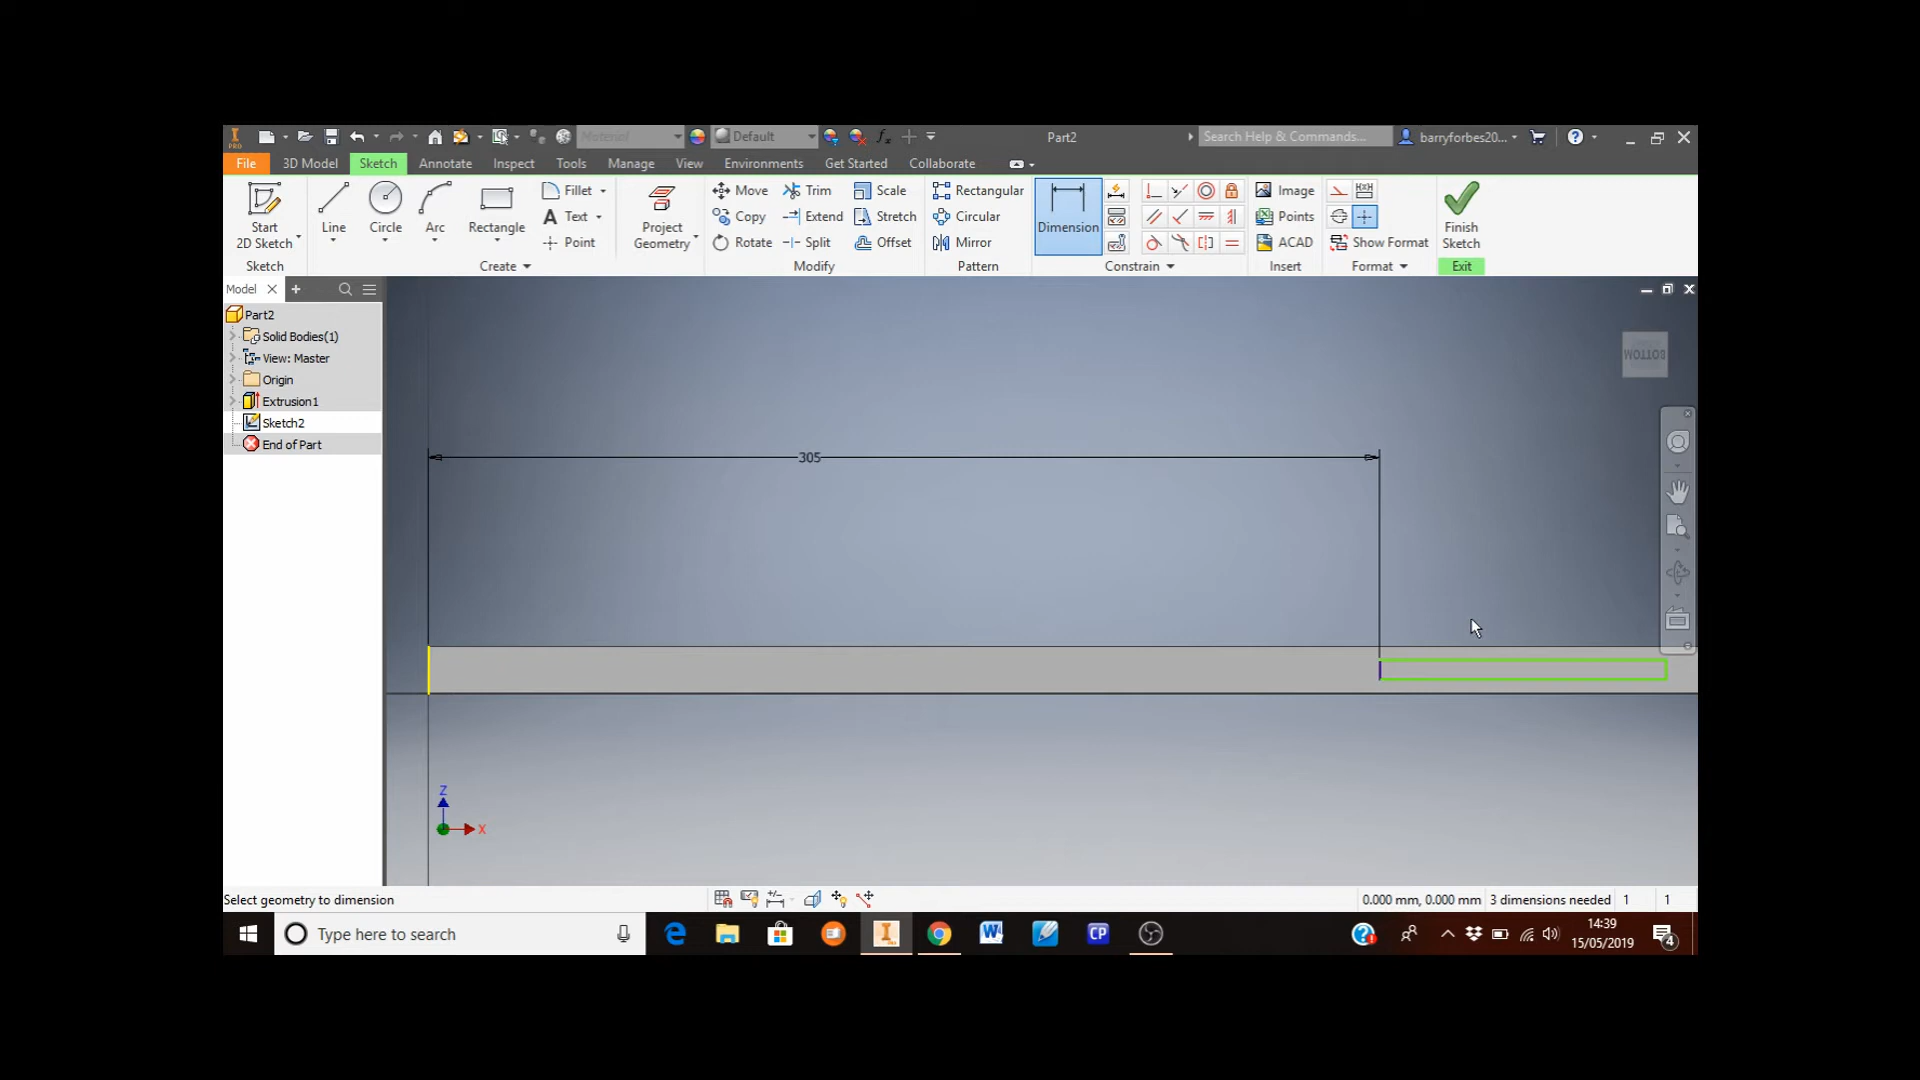 PRO
Material
Default
Part2
Search Help & Commands...
barryforbes20...
File
3D Model
Sketch
Annotate
Inspect
Tools
Manage
View
Environments
Get Started
Collaborate
Start
2D Sketch
Line
Circle
Arc
Rectangle
Fillet
Text
Point
Project
Geometry
Move
Copy
Rotate
Trim
Extend
Split
Scale
Stretch
Offset
Rectangular
Circular
Mirror
Dimension
Image
Points
ACAD
Show Format
Finish
Sketch
Sketch
Create
Modify
Pattern
Constrain
Insert
Format
Exit
Model
Part2
Solid Bodies(1)
View: Master
Origin
Extrusion1
Sketch2
End of Part
BOTTOM
305
Z
X
Select geometry to dimension
0.000 mm, 0.000 mm
3 dimensions needed
1
1
Type here to search
CP
14:39
15/05/2019
4